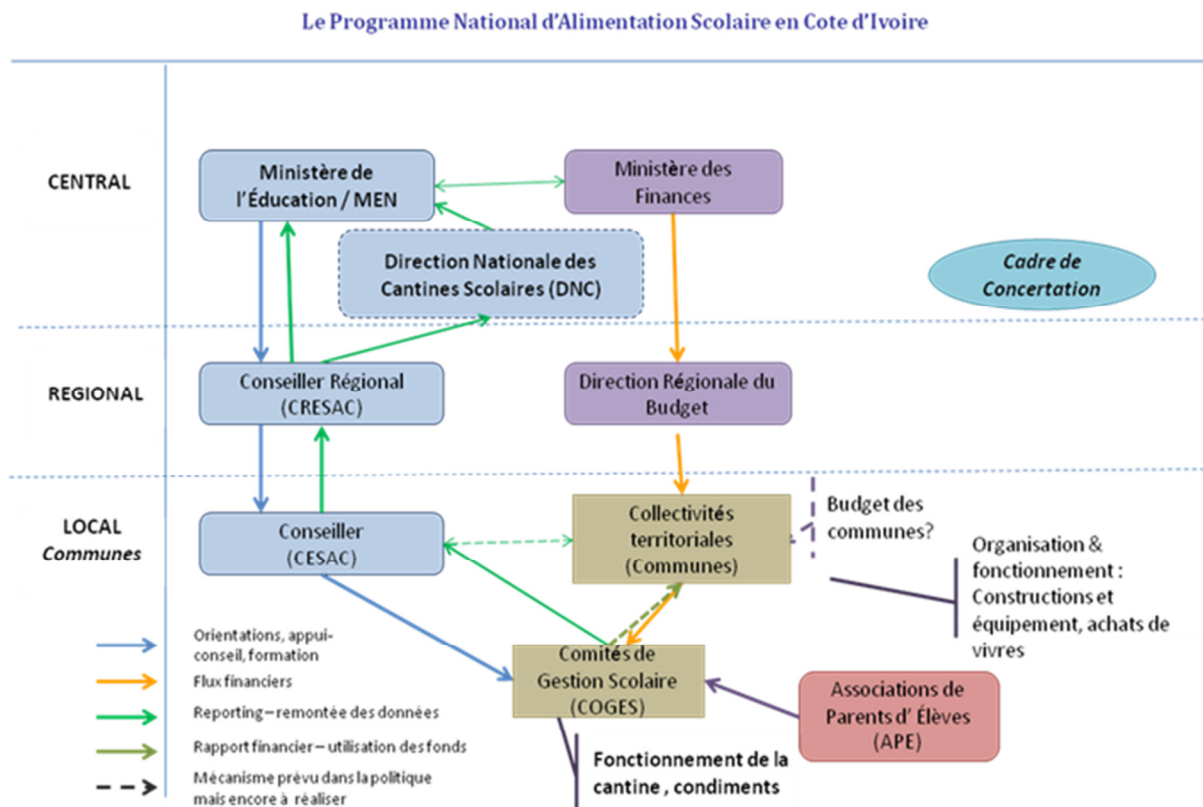 Le Programme National d'Alimentation Scolaire en Cote d'Ivoire
CENTRAL
Ministère de
l'Éducation / MEN
Ministère des
Finances
Direction Nationale des
Cantines Scolaires (DNC)
Cadre de
Concertation
REGIONAL
Conseiller Régional
(CRESAC)
Direction Régionale du
Budget
LOCAL
Communes
Conseiller
(CESAC)
Collectivités
territoriales
(Communes)
Budget des
communes?
Organisation &
fonctionnement :
Constructions et
équipement, achats de
vivres
Comités de
Gestion Scolaire
(COGES)
Associations de
Parents d' Élèves
(APE)
Fonctionnement de la
cantine , condiments
Orientations, appui-
conseil, formation
Flux financiers
Reporting – remontée des données
Rapport financier – utilisation des fonds
Mécanisme prévu dans la politique
mais encore à réaliser